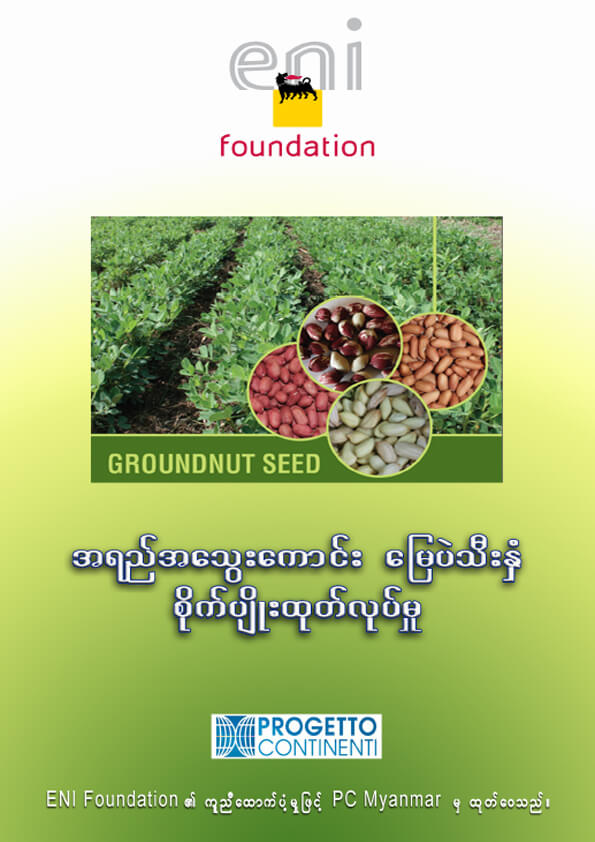 eni
foundation
GROUNDNUT SEED
အရည်အသွေးကောင်း မြေပဲသီးနှံ
စိုက်ပျိုးထုတ်လုပ်မှု
PROGETTO
CONTINENTI
ENI Foundation ၏ ကူညီထောက်ပံ့မှုဖြင့် PC Myanmar မှ ထုတ်ဝေသည်။